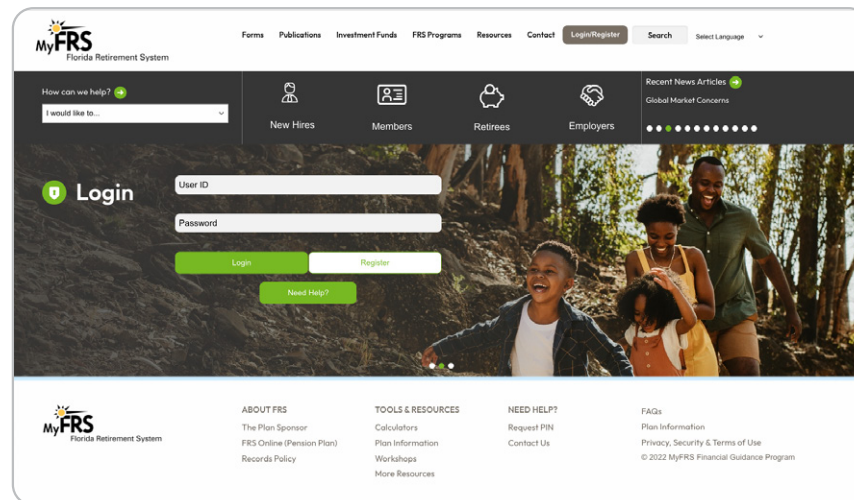 MyFRS
Florida Retirement System
Forms Publications Investment Funds FRS Programs Resources Contact Login/Register Search Select Language
How can we help?
I would like to...
New Hires
Members
Retirees
Employers
Recent News Articles
Global Market Concerns
Login
User ID
Password
Login Register
Need Help?
MyFRS
Florida Retirement System
ABOUT FRS
The Plan Sponsor
FRS Online (Pension Plan)
Records Policy
TOOLS & RESOURCES
Calculators
Plan Information
Workshops
More Resources
NEED HELP?
Request PIN
Contact Us
FAQs
Plan Information
Privacy, Security & Terms of Use
© 2022 MyFRS Financial Guidance Program